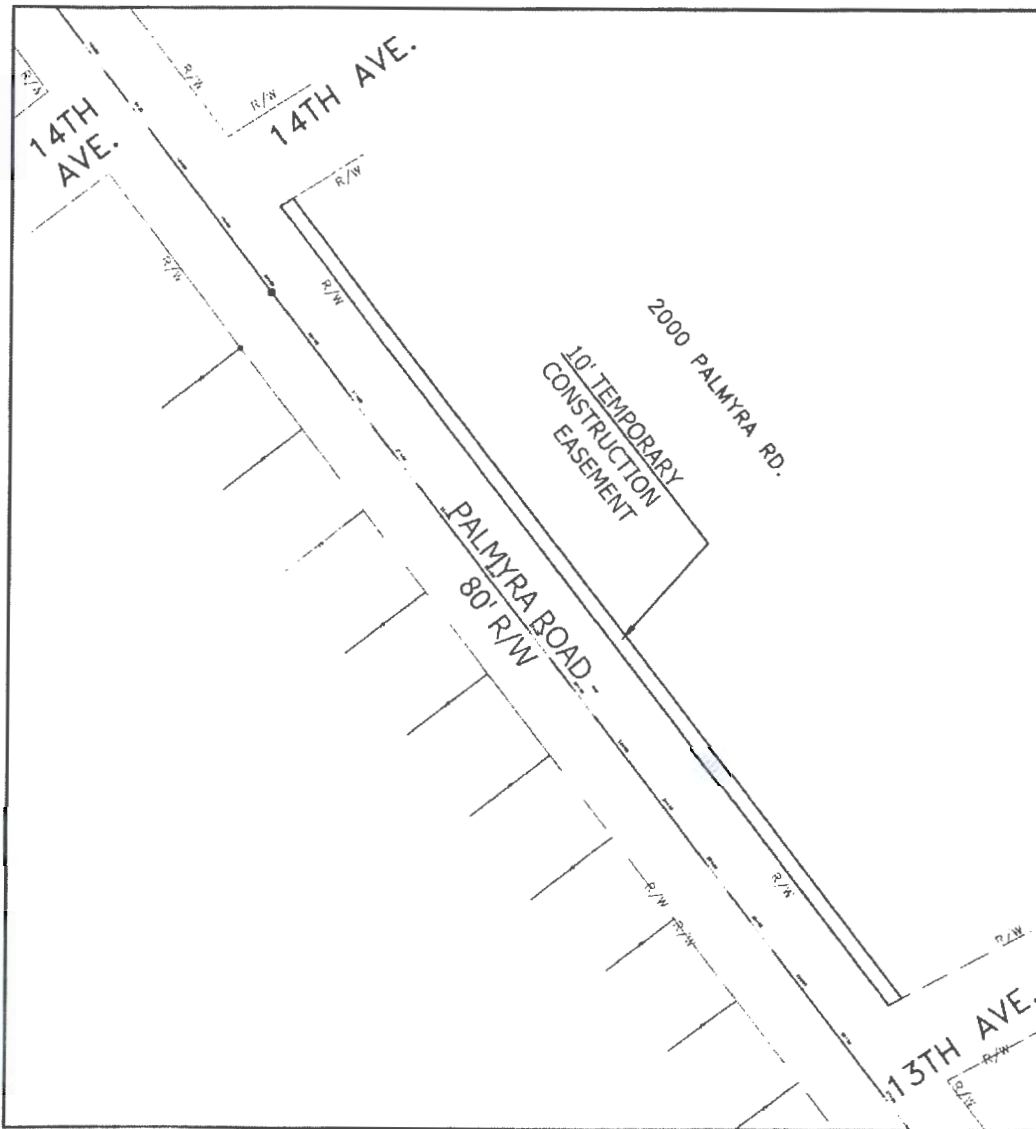 R/W
R/W
R/W
14TH AVE.
14TH
AVE.
R/W
R/W
R/W
2000 PALMYRA RD.
10' TEMPORARY
CONSTRUCTION
EASEMENT
PALMYRA ROAD
80' R/W
R/W
R/W
R/W
R/W
13TH AVE.
R/W
R/W